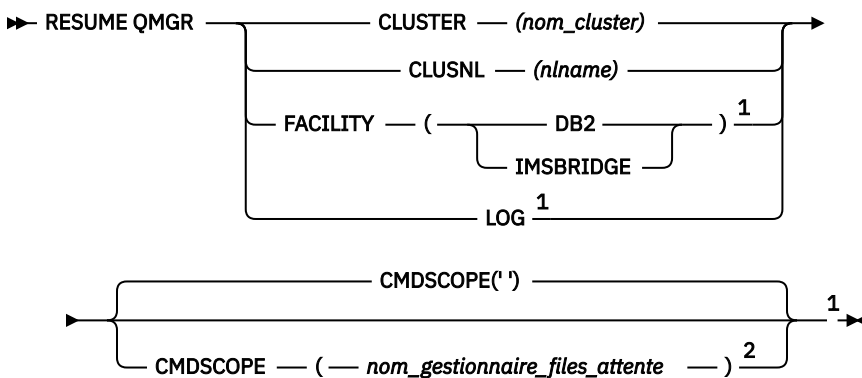 RESUME QMGR CLUSTER (nom_cluster)
CLUSNL (nlname)
FACILITY ( DB2 ) 1
IMSBRIDGE
LOG 1
CMDSCOPE(' ')
1
CMDSCOPE ( nom_gestionnaire_files_attente ) 2